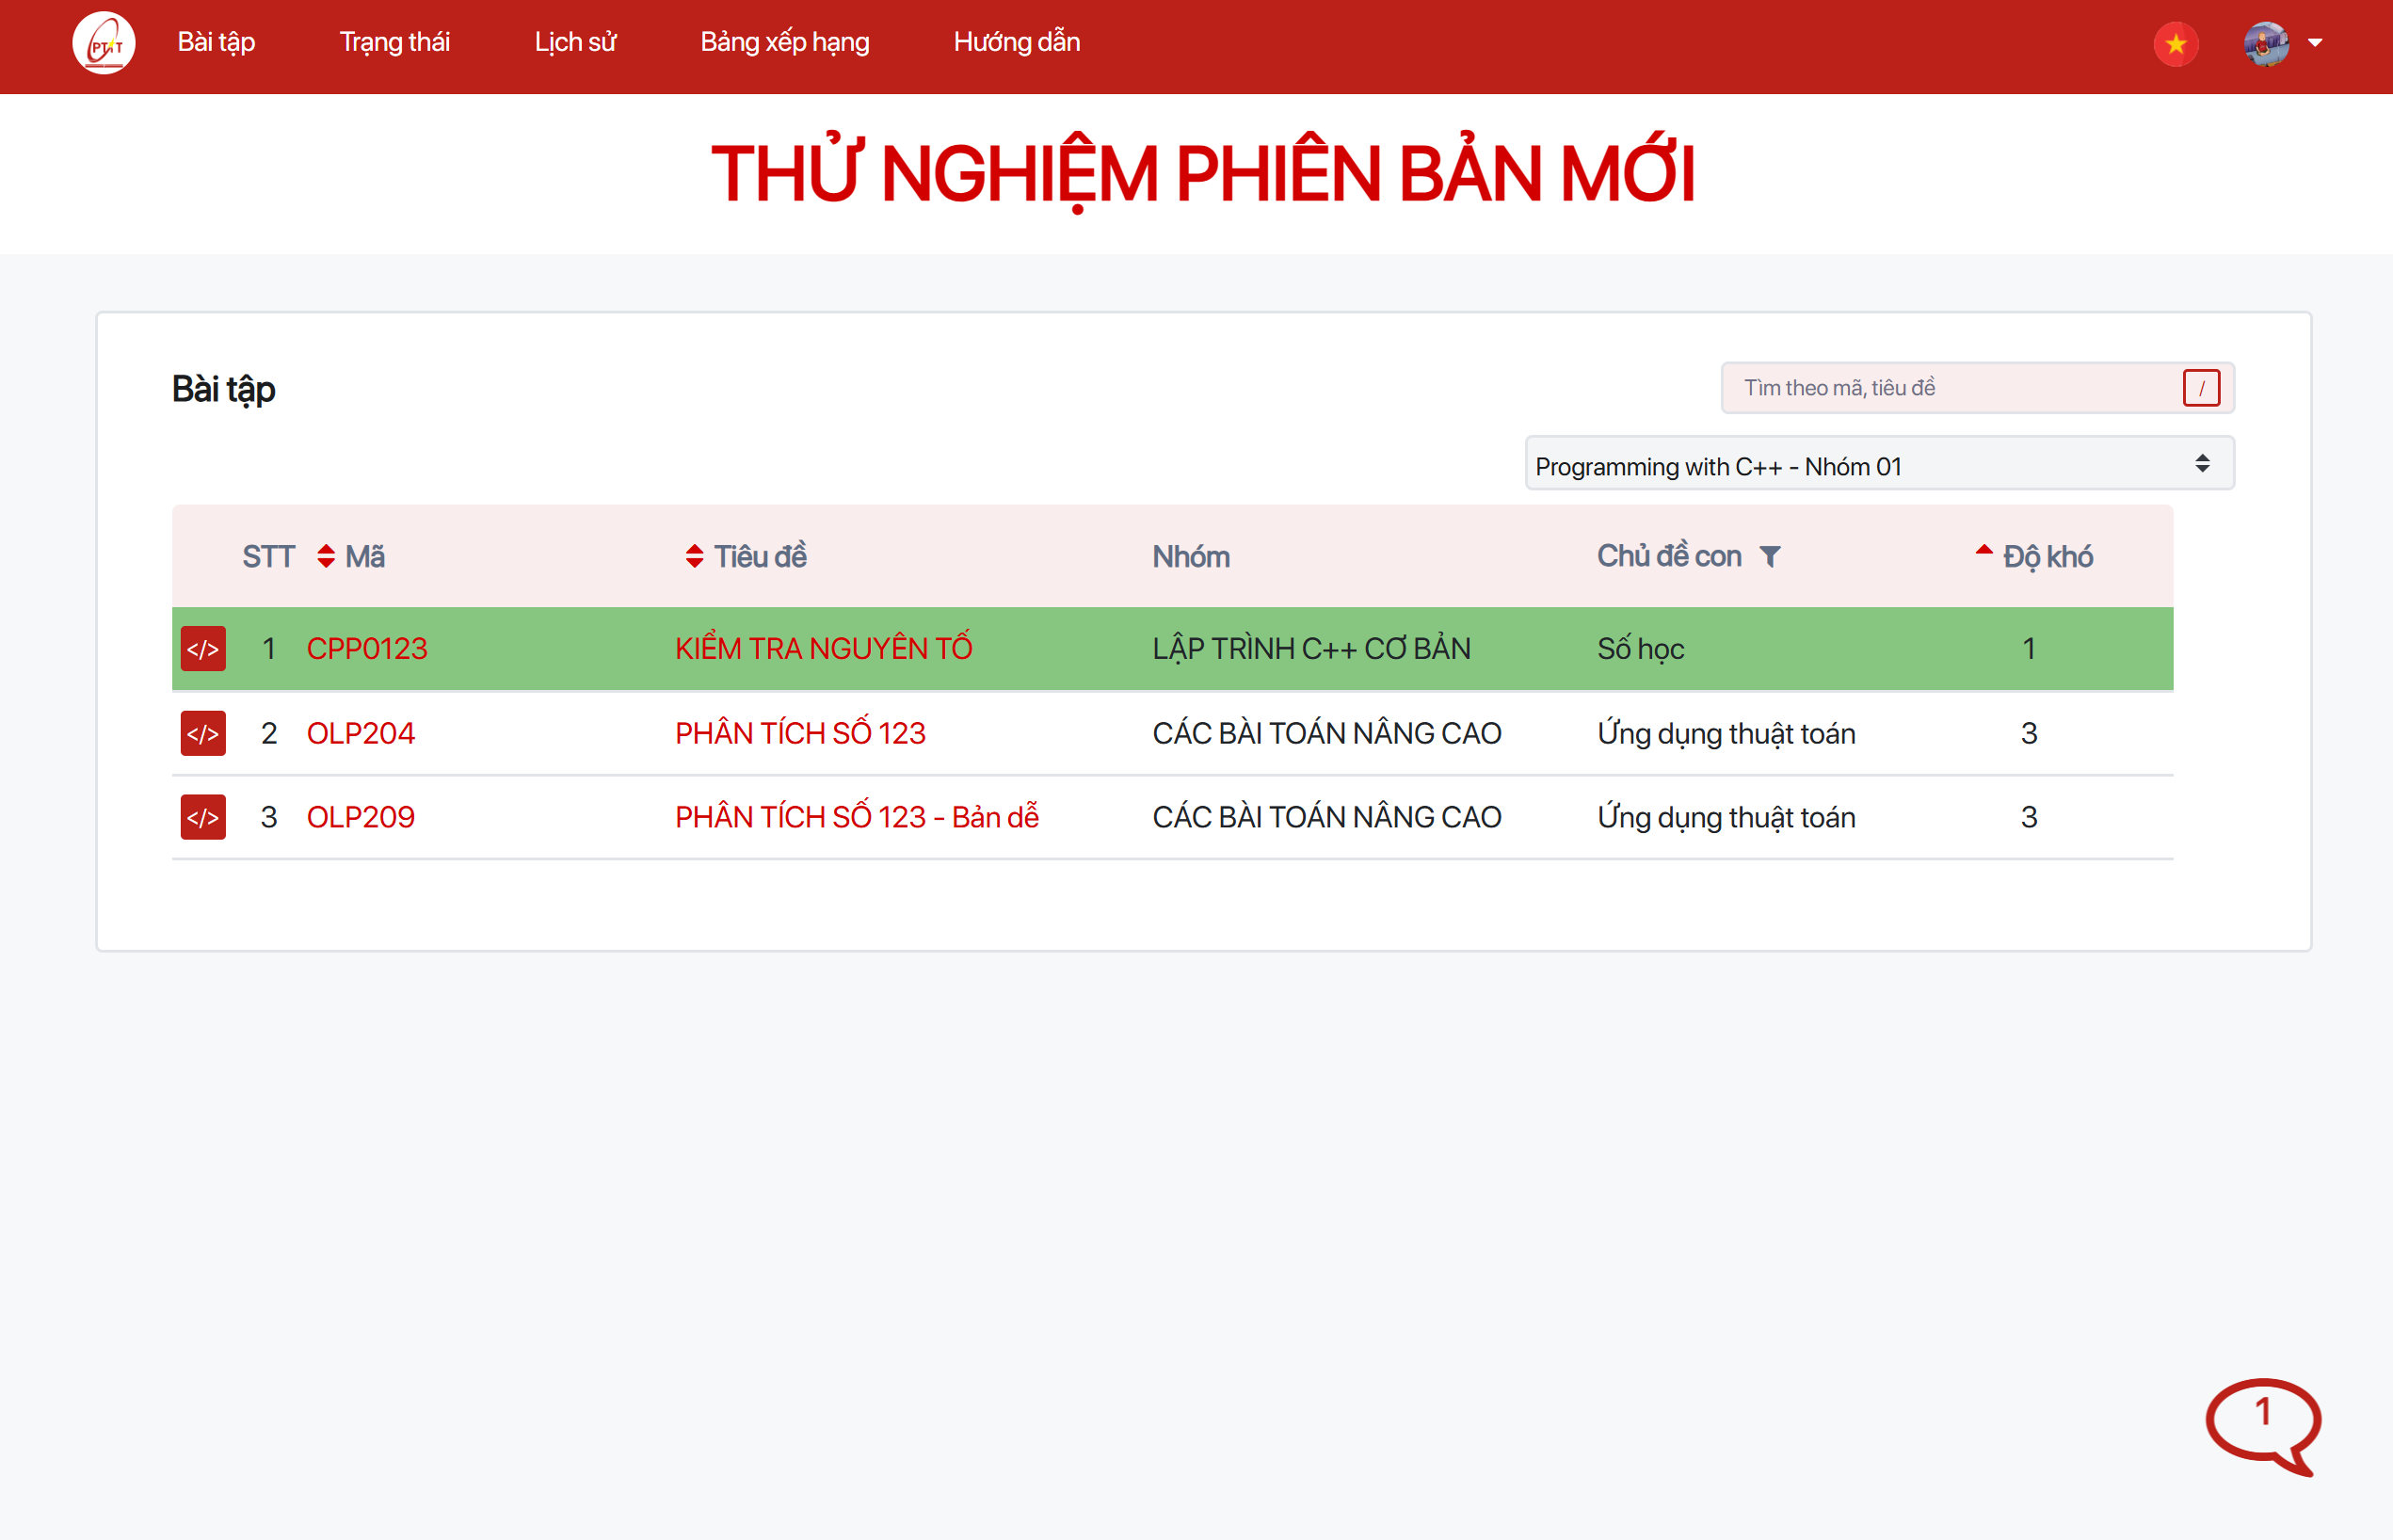 PTIT Bài tập Trạng thái Lịch sử Bảng xếp hạng Hướng dẫn
THỬ NGHIỆM PHIÊN BẢN MỚI
Bài tập
Tìm theo mã, tiêu đề /
Programming with C++ - Nhóm 01
STT Mã Tiêu đề Nhóm Chủ đề con Độ khó
</> 1 CPP0123 KIỂM TRA NGUYÊN TỐ LẬP TRÌNH C++ CƠ BẢN Số học 1
</> 2 OLP204 PHÂN TÍCH SỐ 123 CÁC BÀI TOÁN NÂNG CAO Ứng dụng thuật toán 3
</> 3 OLP209 PHÂN TÍCH SỐ 123 - Bản dễ CÁC BÀI TOÁN NÂNG CAO Ứng dụng thuật toán 3
1